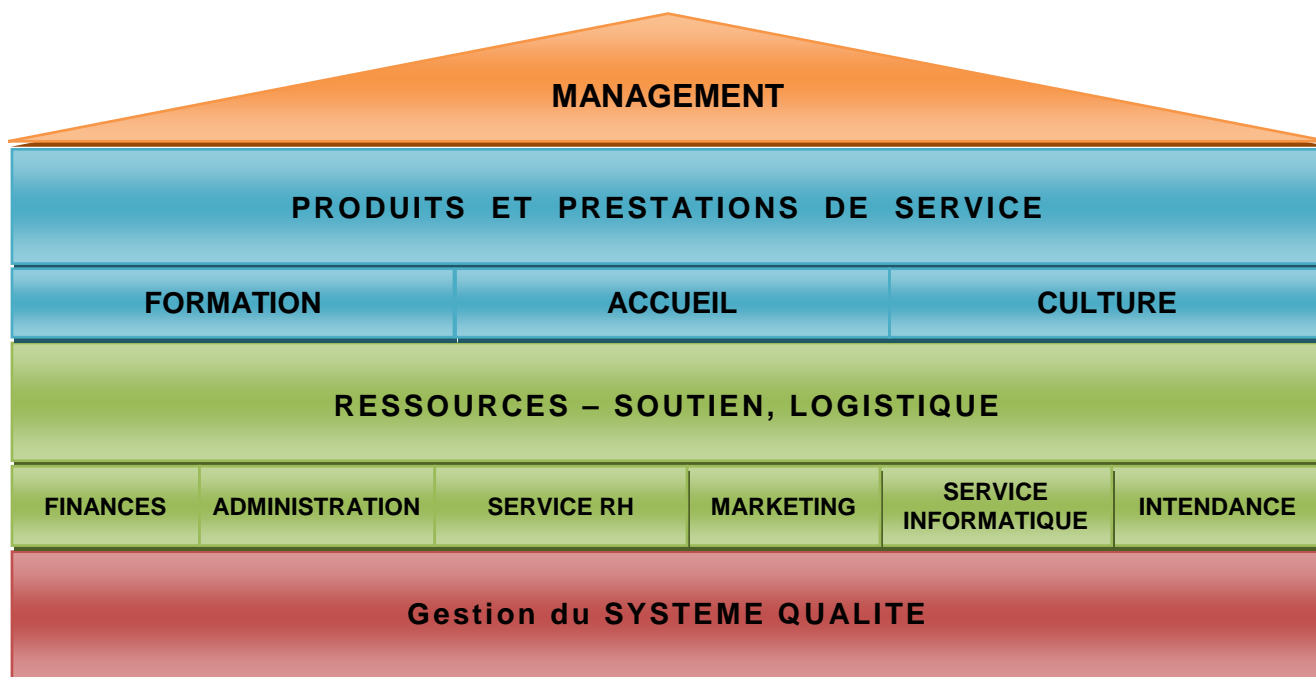 MANAGEMENT
PRODUITS ET PRESTATIONS DE SERVICE
FORMATION ACCUEIL CULTURE
RESSOURCES – SOUTIEN, LOGISTIQUE
FINANCES
ADMINISTRATION
SERVICE RH
MARKETING
SERVICE
INFORMATIQUE
INTENDANCE
Gestion du SYSTEME QUALITE